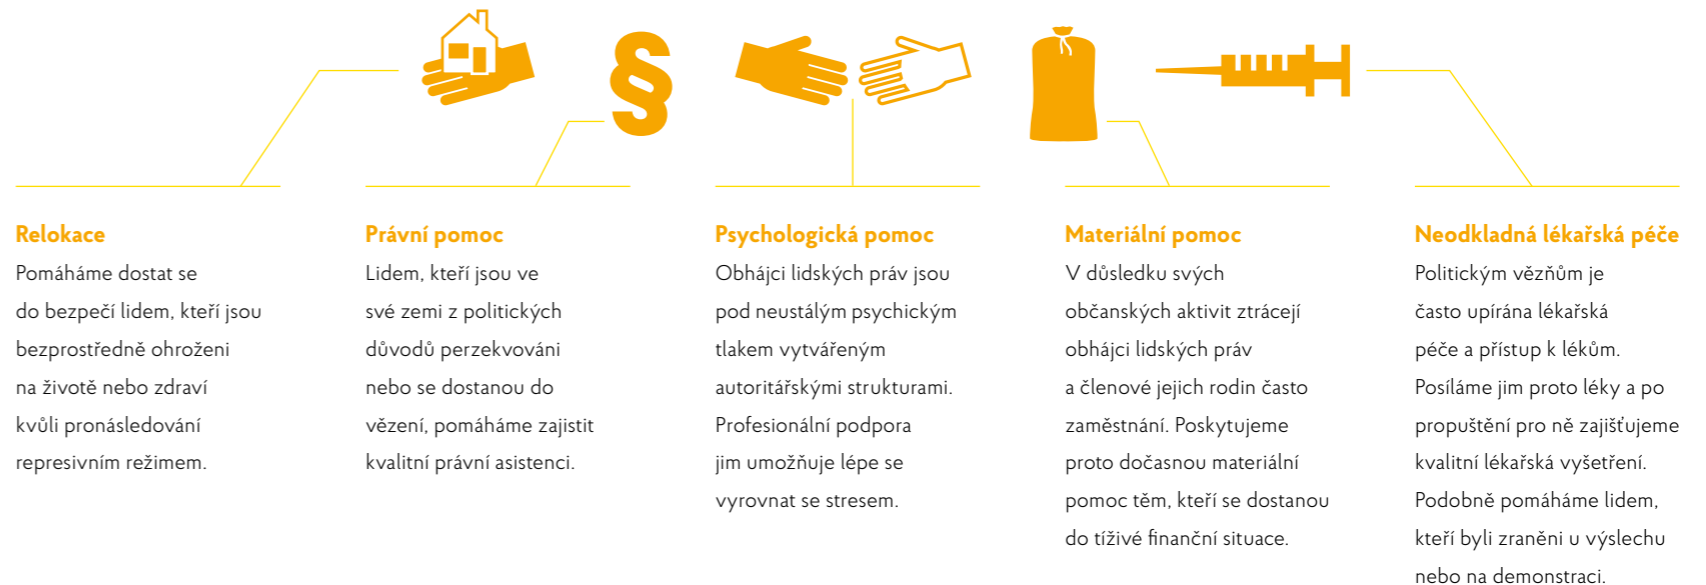 §
Relokace
Pomáháme dostat se
do bezpečí lidem, kteří jsou
bezprostředně ohroženi
na životě nebo zdraví
kvůli pronásledování
represivním režimem.
Právní pomoc
Lidem, kteří jsou ve
své zemi z politických
důvodů perzekvováni
nebo se dostanou do
vězení, pomáháme zajistit
kvalitní právní asistenci.
Psychologická pomoc
Obhájci lidských práv jsou
pod neustálým psychickým
tlakem vytvářeným
autoritářskými strukturami.
Profesionální podpora
jim umožňuje lépe se
vyrovnat se stresem.
Materiální pomoc
V důsledku svých
občanských aktivit ztrácejí
obhájci lidských práv
a členové jejich rodin často
zaměstnání. Poskytujeme
proto dočasnou materiální
pomoc těm, kteří se dostanou
do tíživé finanční situace.
Neodkladná lékařská péče
Politickým vězňům je
často upírána lékařská
péče a přístup k lékům.
Posíláme jim proto léky a po
propuštění pro ně zajišťujeme
kvalitní lékařská vyšetření.
Podobně pomáháme lidem,
kteří byli zraněni u výslechu
nebo na demonstraci.